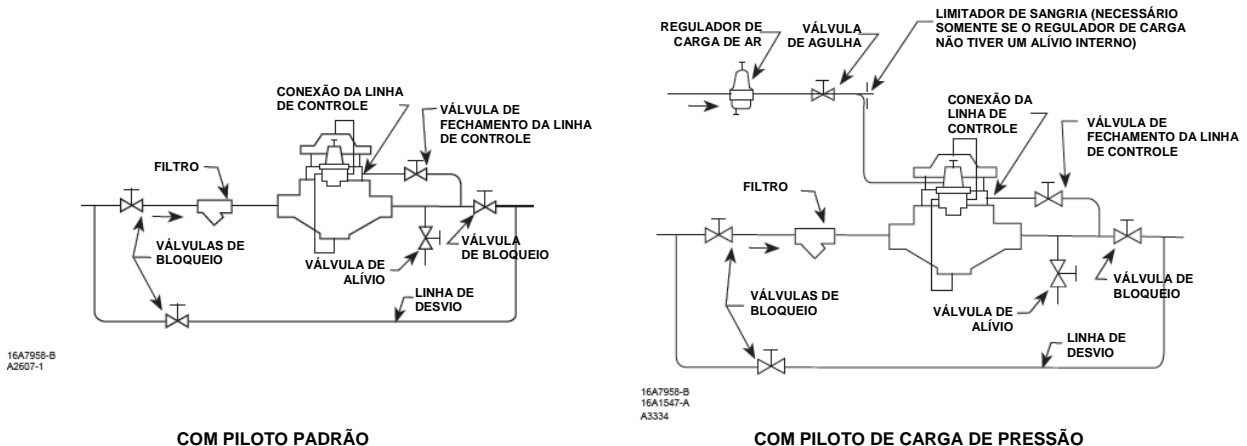 CONEXÃO DA LINHA
DE CONTROLE
VÁLVULA DE
FECHAMENTO DA LINHA
DE CONTROLE
FILTRO
VÁLVULAS DE
BLOQUEIO
VÁLVULA DE
ALÍVIO
VÁLVULA
DE BLOQUEIO
LINHA DE
DESVIO
16A7958-B
A2607-1
COM PILOTO PADRÃO
REGULADOR DE
CARGA DE AR
VÁLVULA
DE AGULHA
LIMITADOR DE SANGRIA (NECESSÁRIO
SOMENTE SE O REGULADOR DE CARGA
NÃO TIVER UM ALÍVIO INTERNO)
CONEXÃO DA
LINHA DE
CONTROLE
VÁLVULA DE
FECHAMENTO DA LINHA
DE CONTROLE
FILTRO
VÁLVULAS DE
BLOQUEIO
VÁLVULA DE
ALÍVIO
VÁLVULA DE
BLOQUEIO
LINHA DE
DESVIO
16A7958-B
16A1547-A
A3334
COM PILOTO DE CARGA DE PRESSÃO